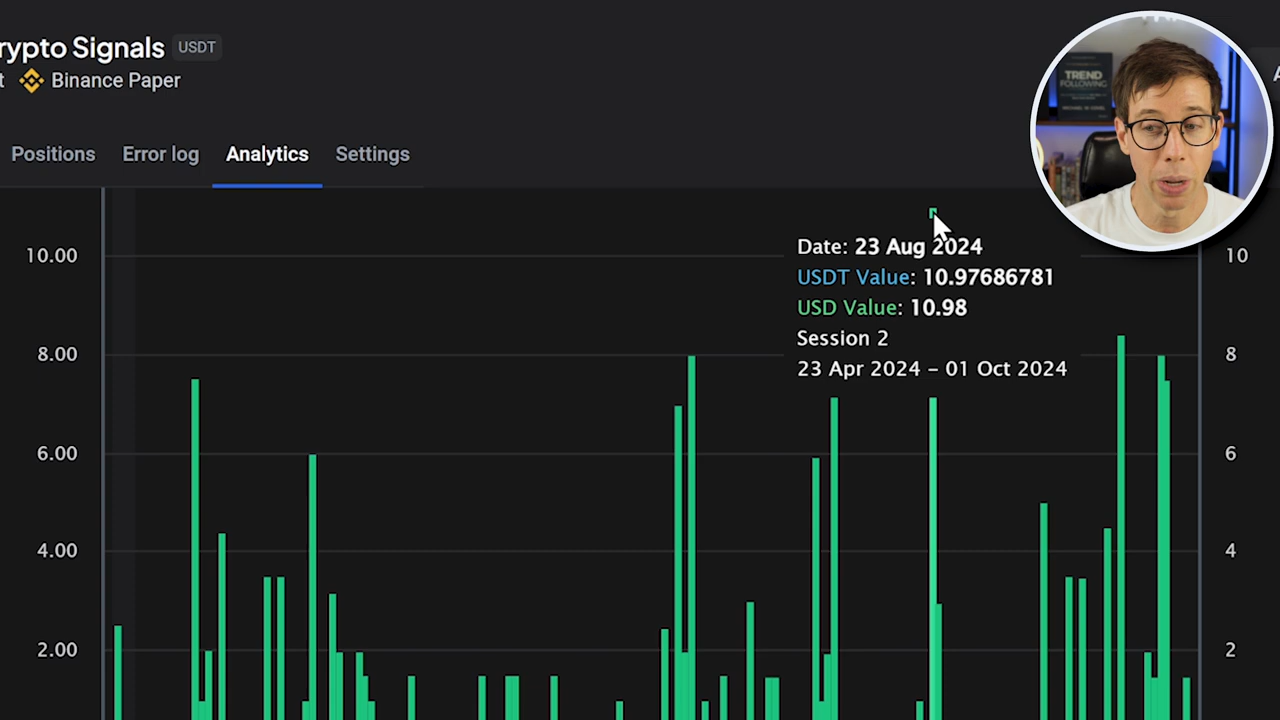 rypto Signals USDT
t Binance Paper
Positions Error log Analytics Settings
TREND
FOLLOWING
10.00
8.00
6.00
4.00
2.00
Date: 23 Aug 2024
USDT Value: 10.97686781
USD Value: 10.98
Session 2
23 Apr 2024 – 01 Oct 2024
10
8
6
4
2